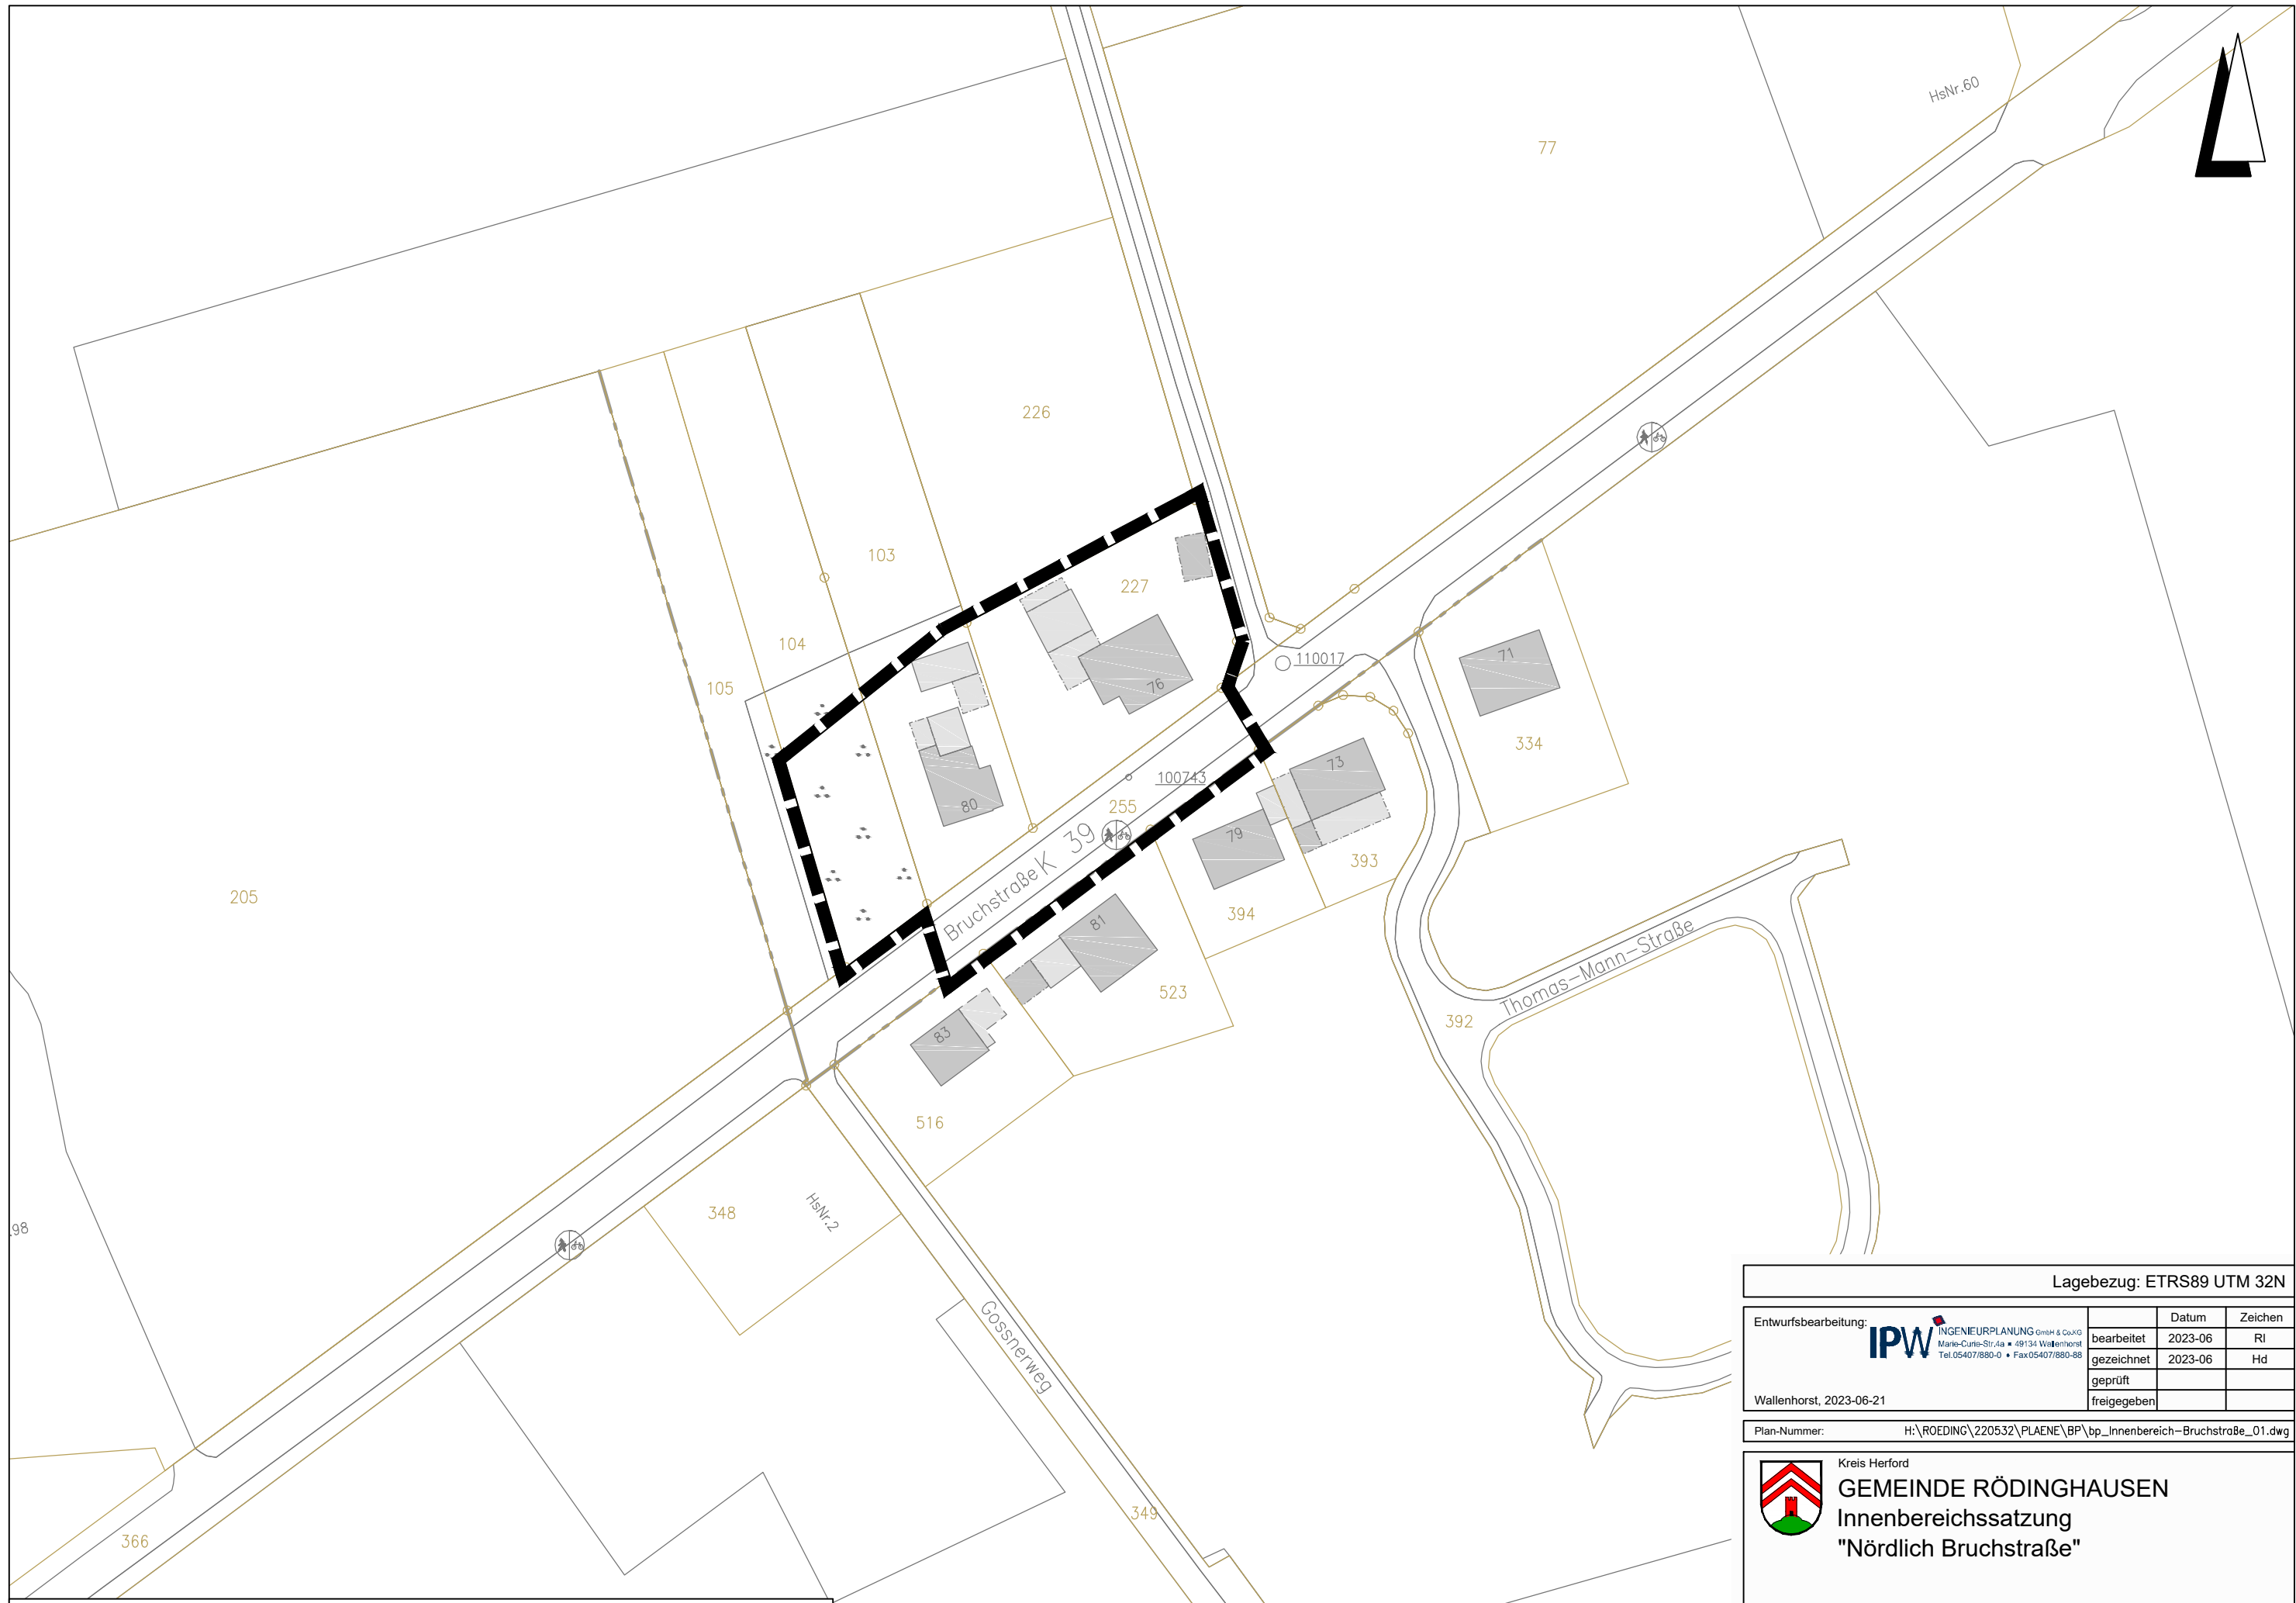 HsNr.60
77
226
103
227
104
105
76
110017
71
334
80
100743
255
73
Bruchstraße K 39
79
393
205
394
81
523
Thomas-Mann-Straße
392
83
516
348
HsNr.2
98
Gossnerweg
349
366
Lagebezug: ETRS89 UTM 32N
Entwurfsbearbeitung:
IPW INGENIEURPLANUNG GmbH & Co.KG
Marie-Curie-Str.4a ▪ 49134 Wallenhorst
Tel.05407/880-0 ♦ Fax05407/880-88
Wallenhorst, 2023-06-21
Datum Zeichen
bearbeitet 2023-06 RI
gezeichnet 2023-06 Hd
geprüft
freigegeben
Plan-Nummer: H:\ROEDING\220532\PLAENE\BP\bp_Innenbereich-Bruchstraße_01.dwg
Kreis Herford
GEMEINDE RÖDINGHAUSEN
Innenbereichssatzung
"Nördlich Bruchstraße"